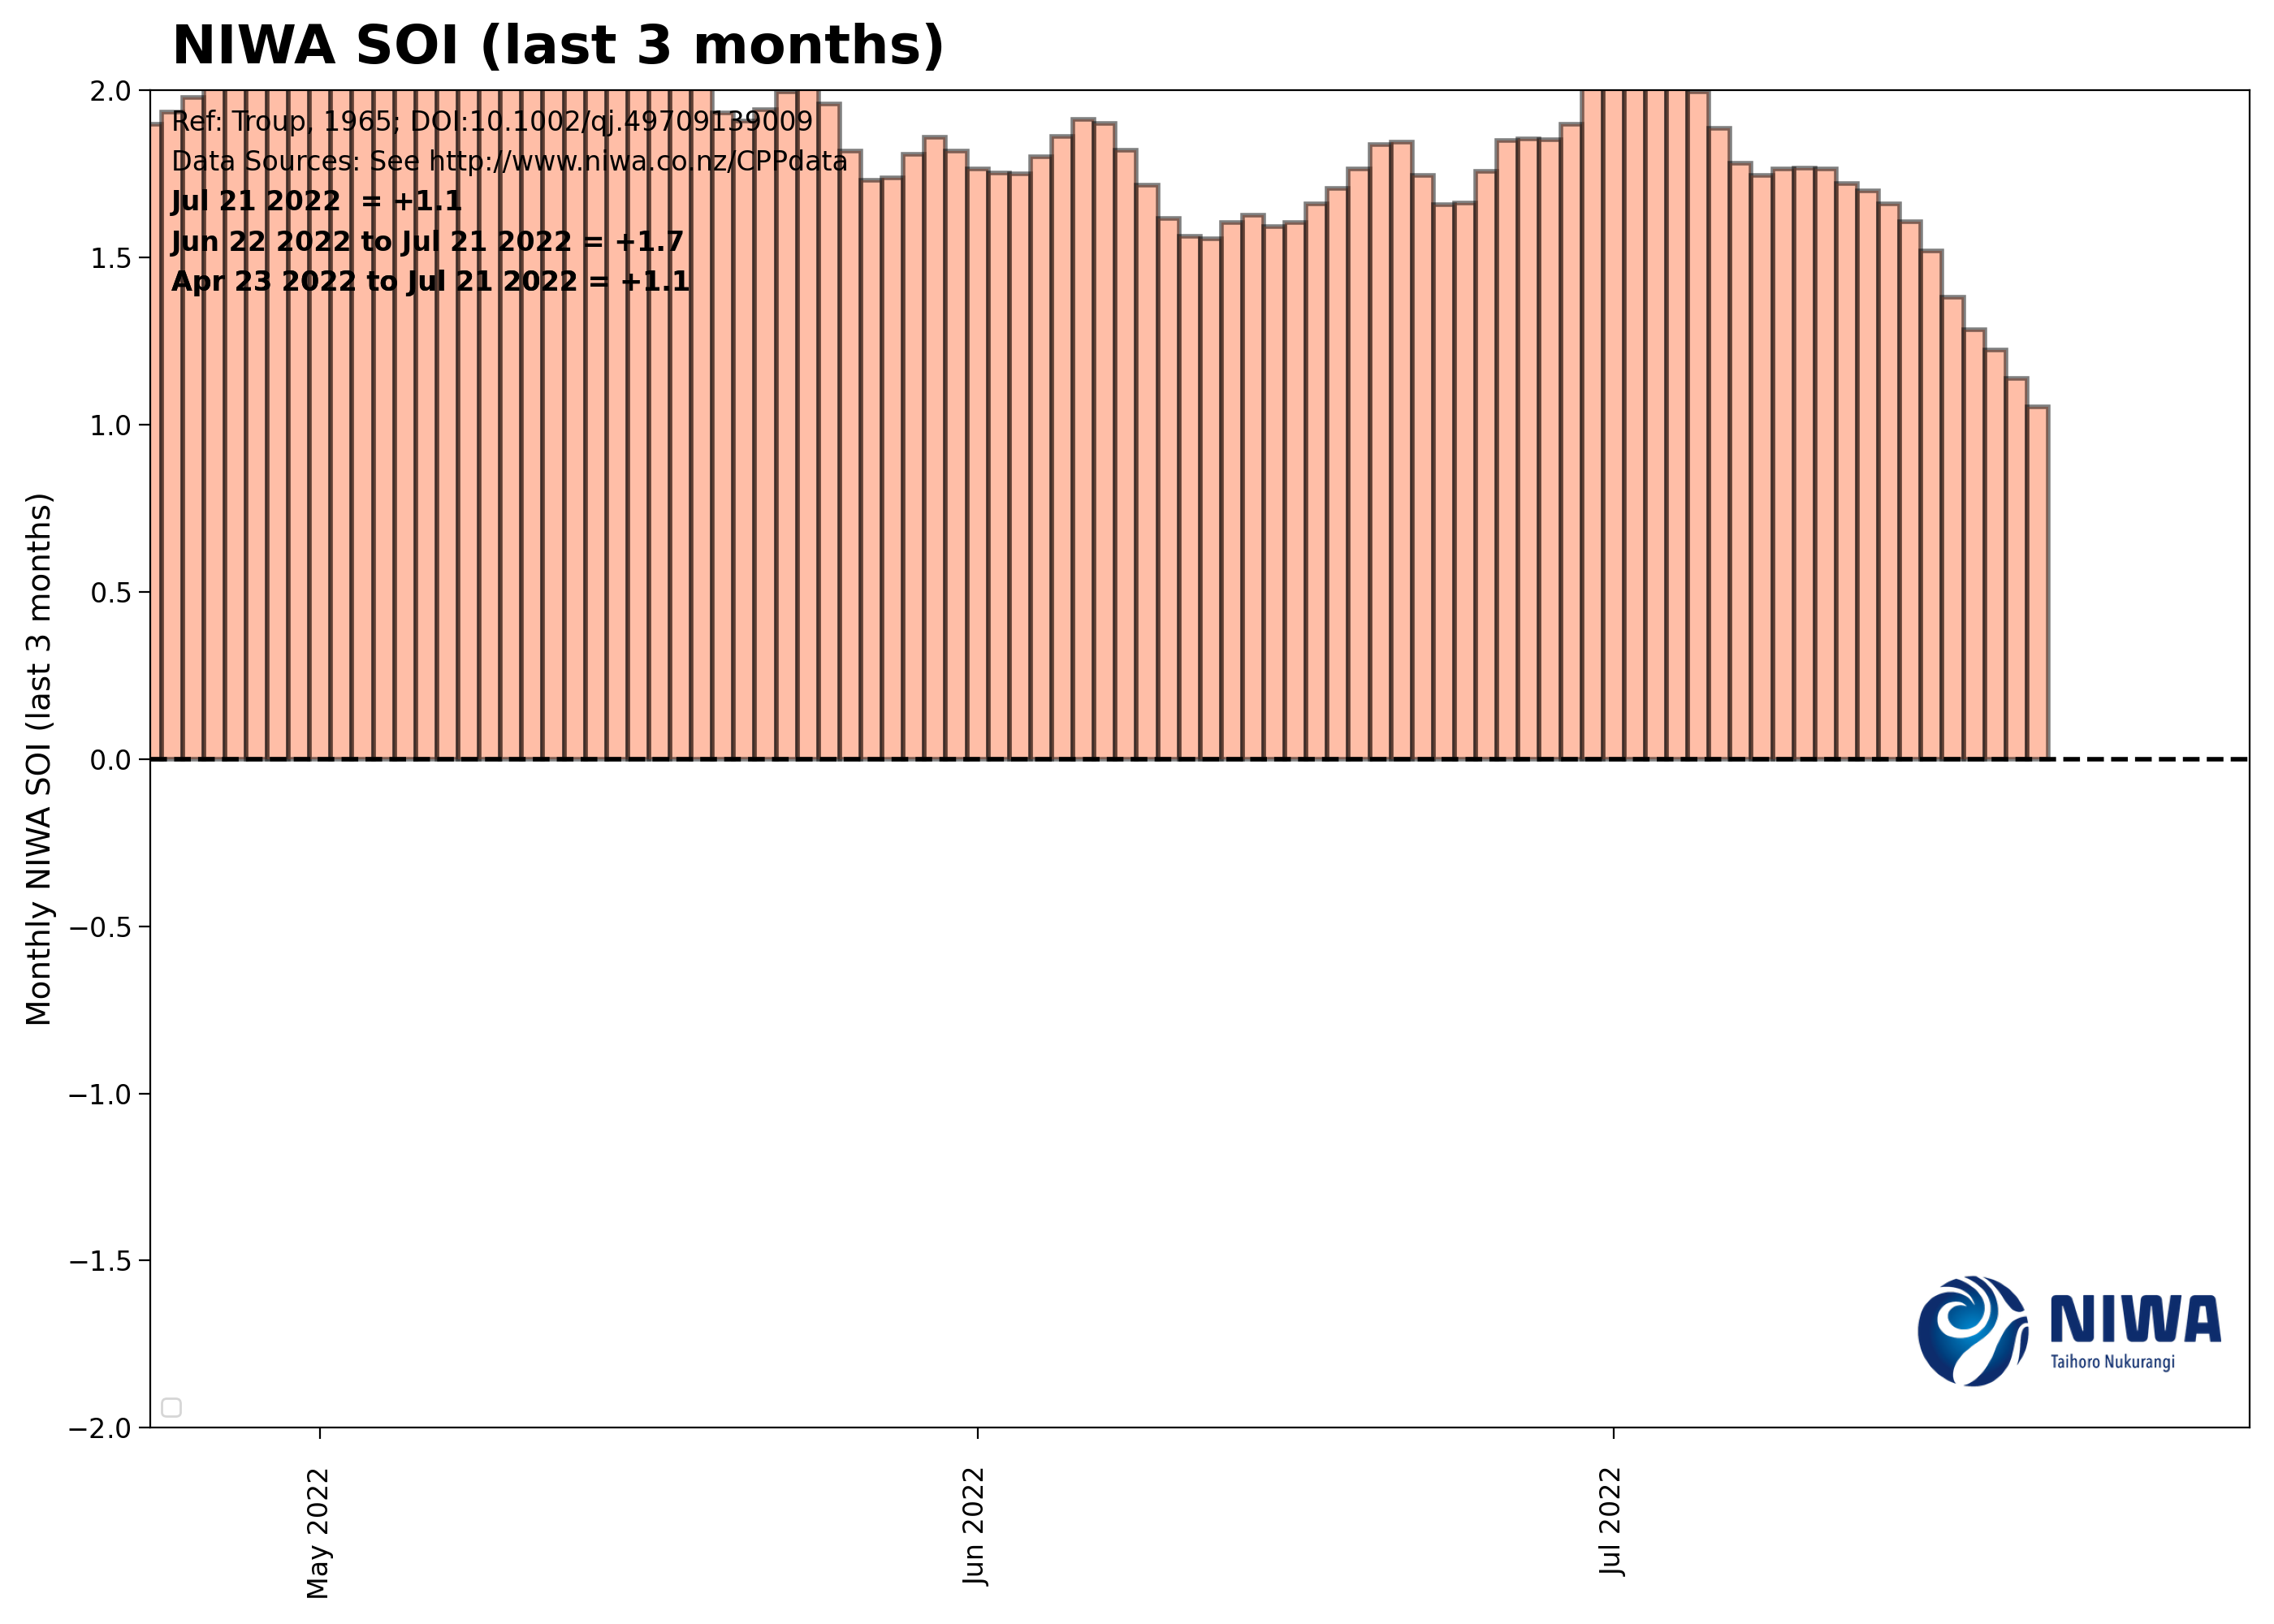 NIWA SOI (last 3 months)
Ref: Troup, 1965; DOI:10.1002/qj.49709139009
Data Sources: See http://www.niwa.co.nz/CPPdata
Jul 21 2022 = +1.1
Jun 22 2022 to Jul 21 2022 = +1.7
Apr 23 2022 to Jul 21 2022 = +1.1
Monthly NIWA SOI (last 3 months)
2.0
1.5
1.0
0.5
0.0
−0.5
−1.0
−1.5
−2.0
NIWA
Taihoro Nukurangi
May 2022
Jun 2022
Jul 2022